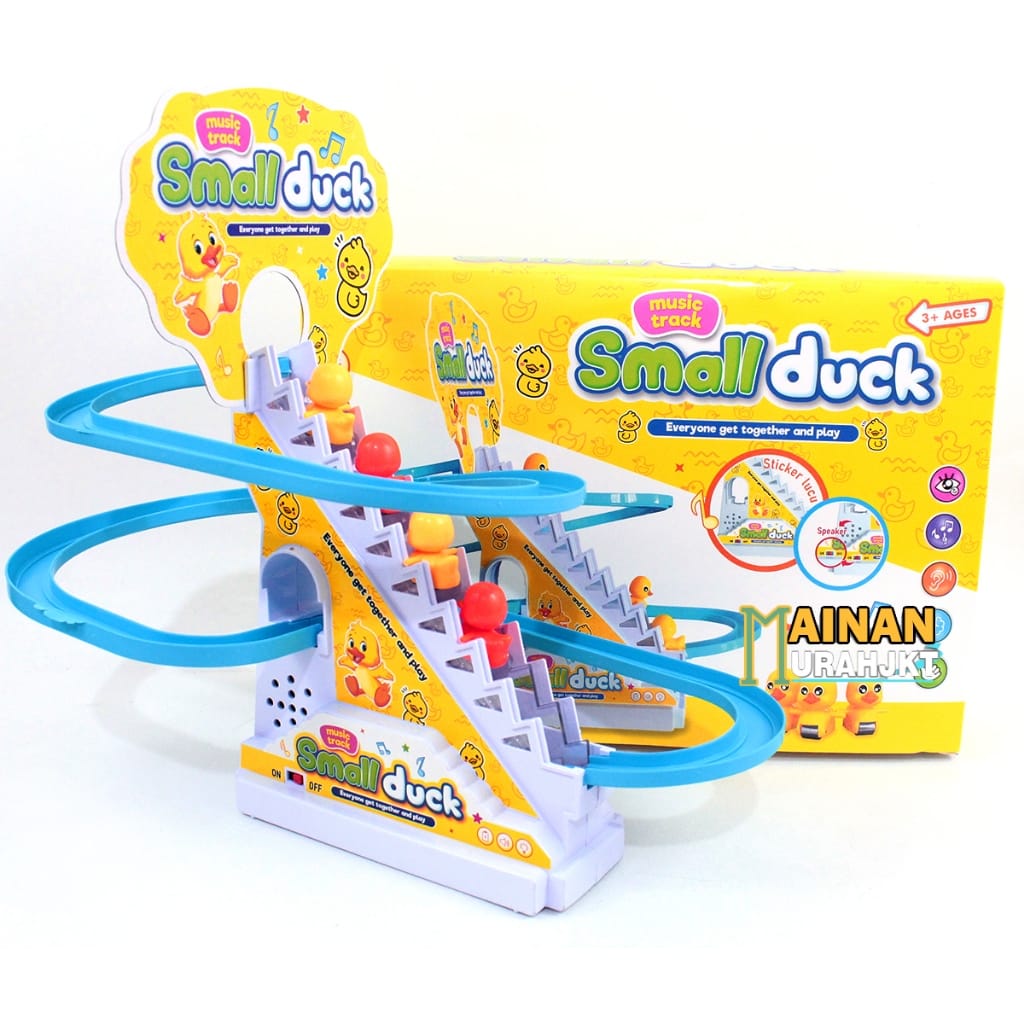 music
track
Small duck
Everyone get together and play
music
track
Small duck
Everyone get together and play
3+ AGES
Sticker lucu
Speaker
MAINAN
MURAHJKT
Everyone get together and play
music
track
Small duck
Everyone get together and play
ON
OFF